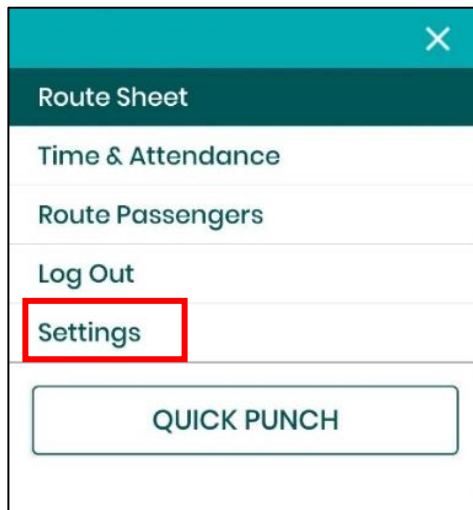 Route Sheet
Time & Attendance
Route Passengers
Log Out
Settings
QUICK PUNCH